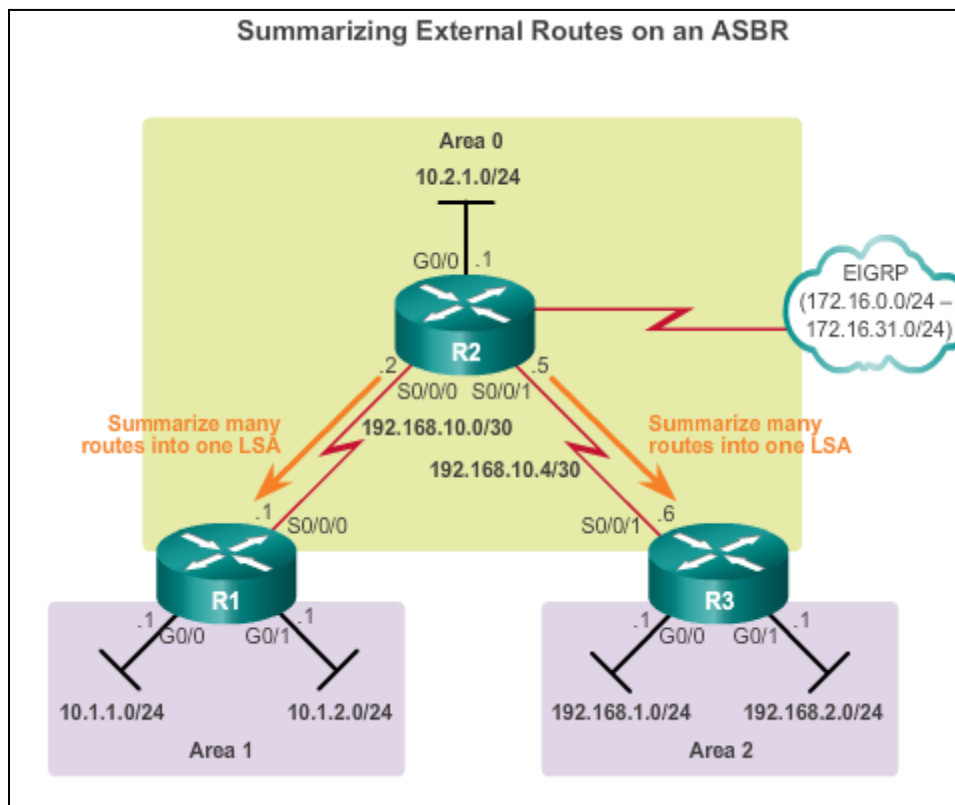 Summarizing External Routes on an ASBR
Area 0
10.2.1.0/24
G0/0
.1
EIGRP
(172.16.0.0/24 –
172.16.31.0/24)
R2
.2
.5
S0/0/0
S0/0/1
Summarize many
routes into one LSA
192.168.10.0/30
Summarize many
routes into one LSA
192.168.10.4/30
.1
S0/0/0
S0/0/1
.6
R1
R3
.1
G0/0
G0/1
.1
.1
G0/0
G0/1
.1
10.1.1.0/24
10.1.2.0/24
192.168.1.0/24
192.168.2.0/24
Area 1
Area 2